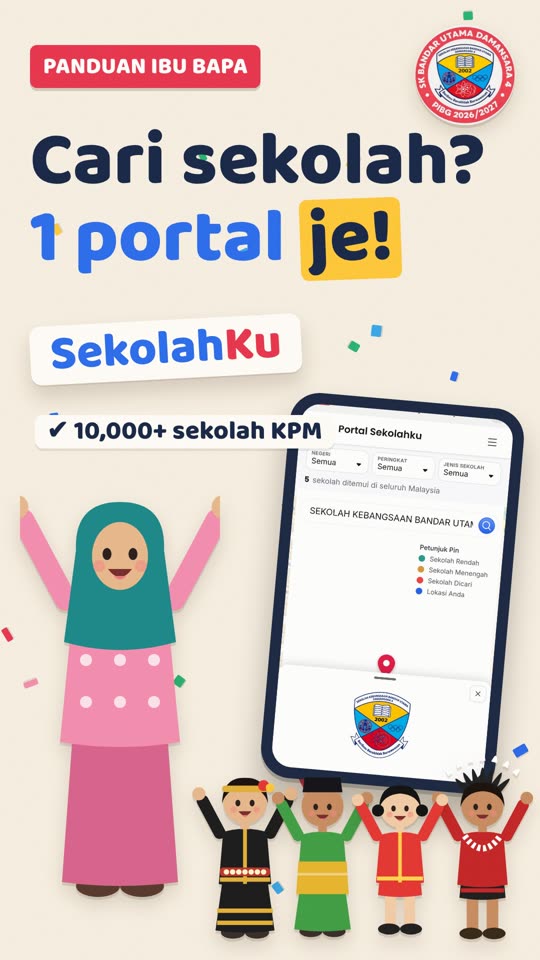 PANDUAN IBU BAPA
SK BANDAR UTAMA DAMANSARA 4
2002
PIBG 2026/2027
Cari sekolah?
1 portal je!
SekolahKu
✔ 10,000+ sekolah KPM
Portal Sekolahku
NEGERI
Semua
PERINGKAT
Semua
JENIS SEKOLAH
Semua
5 sekolah ditemui di seluruh Malaysia
SEKOLAH KEBANGSAAN BANDAR UTAM
Petunjuk Pin
Sekolah Rendah
Sekolah Menengah
Sekolah Dicari
Lokasi Anda
2002